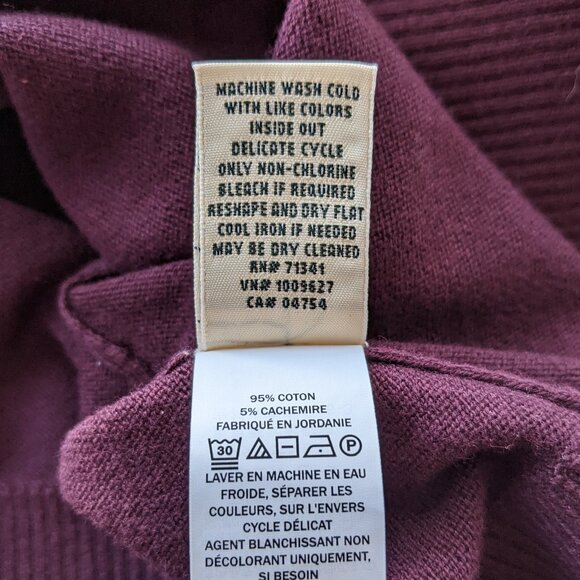 MACHINE WASH COLD
WITH LIKE COLORS
INSIDE OUT
DELICATE CYCLE
ONLY NON-CHLORINE
BLEACH IF REQUIRED
RESHAPE AND DRY FLAT
COOL IRON IF NEEDED
MAY BE DRY CLEANED
RN# 71341
VN# 1009627
CA# 04754
95% COTON
5% CACHEMIRE
FABRIQUÉ EN JORDANIE
30 P
LAVER EN MACHINE EN EAU
FROIDE, SÉPARER LES
COULEURS, SUR L'ENVERS
CYCLE DÉLICAT
AGENT BLANCHISSANT NON
DÉCOLORANT UNIQUEMENT,
SI BESOIN